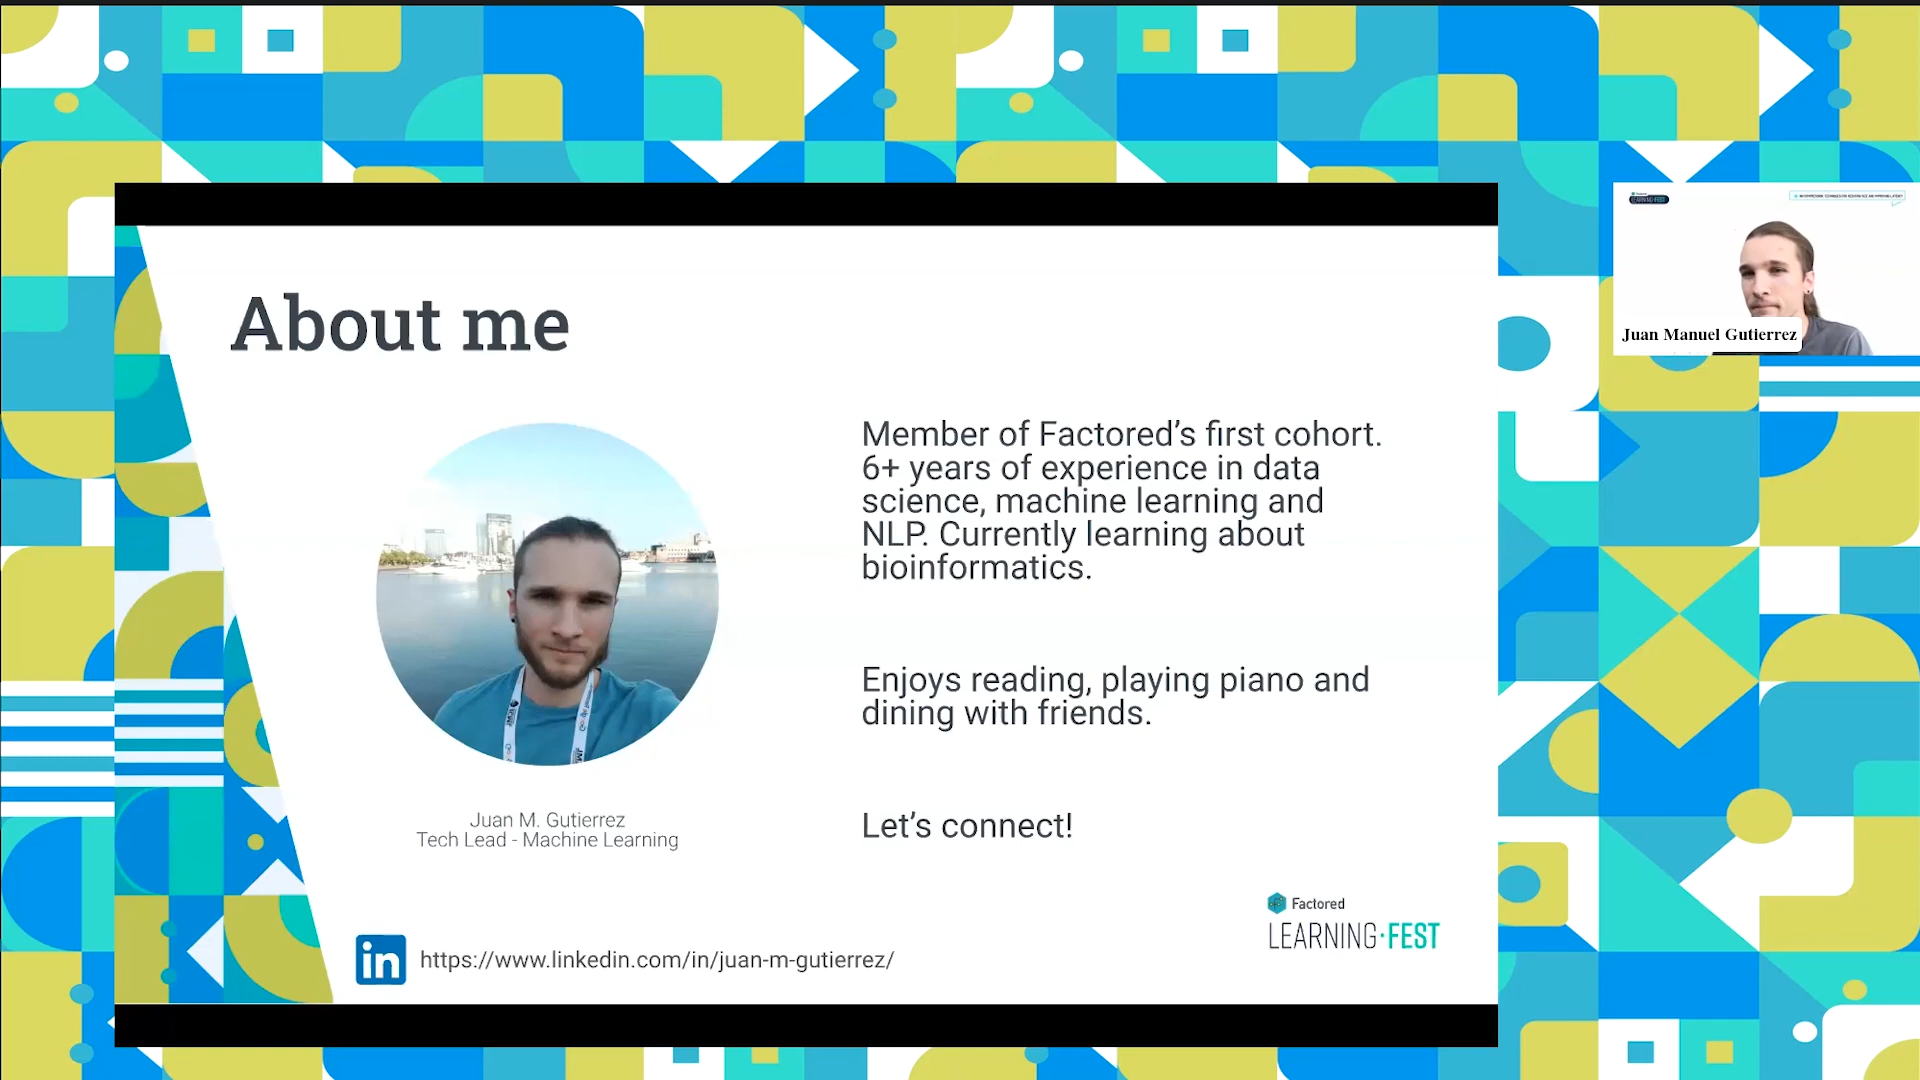 About me
Member of Factored's first cohort.
6+ years of experience in data
science, machine learning and
NLP. Currently learning about
bioinformatics.
Enjoys reading, playing piano and
dining with friends.
Let's connect!
Juan M. Gutierrez
Tech Lead - Machine Learning
https://www.linkedin.com/in/juan-m-gutierrez/
in
Factored
LEARNING·FEST
Juan Manuel Gutierrez